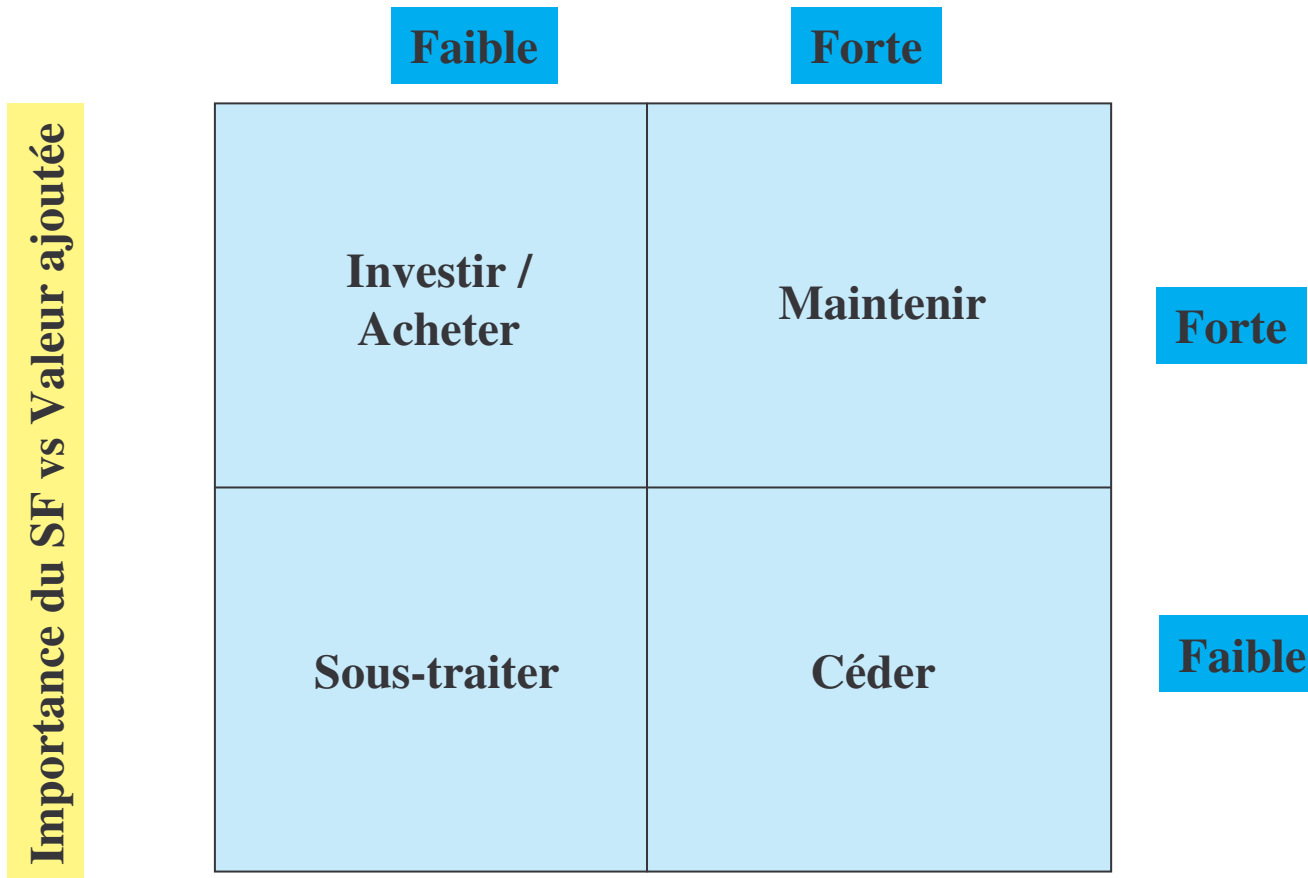 Faible
Forte
Importance du SF vs Valeur ajoutée
Investir /
Acheter
Maintenir
Forte
Sous-traiter
Céder
Faible